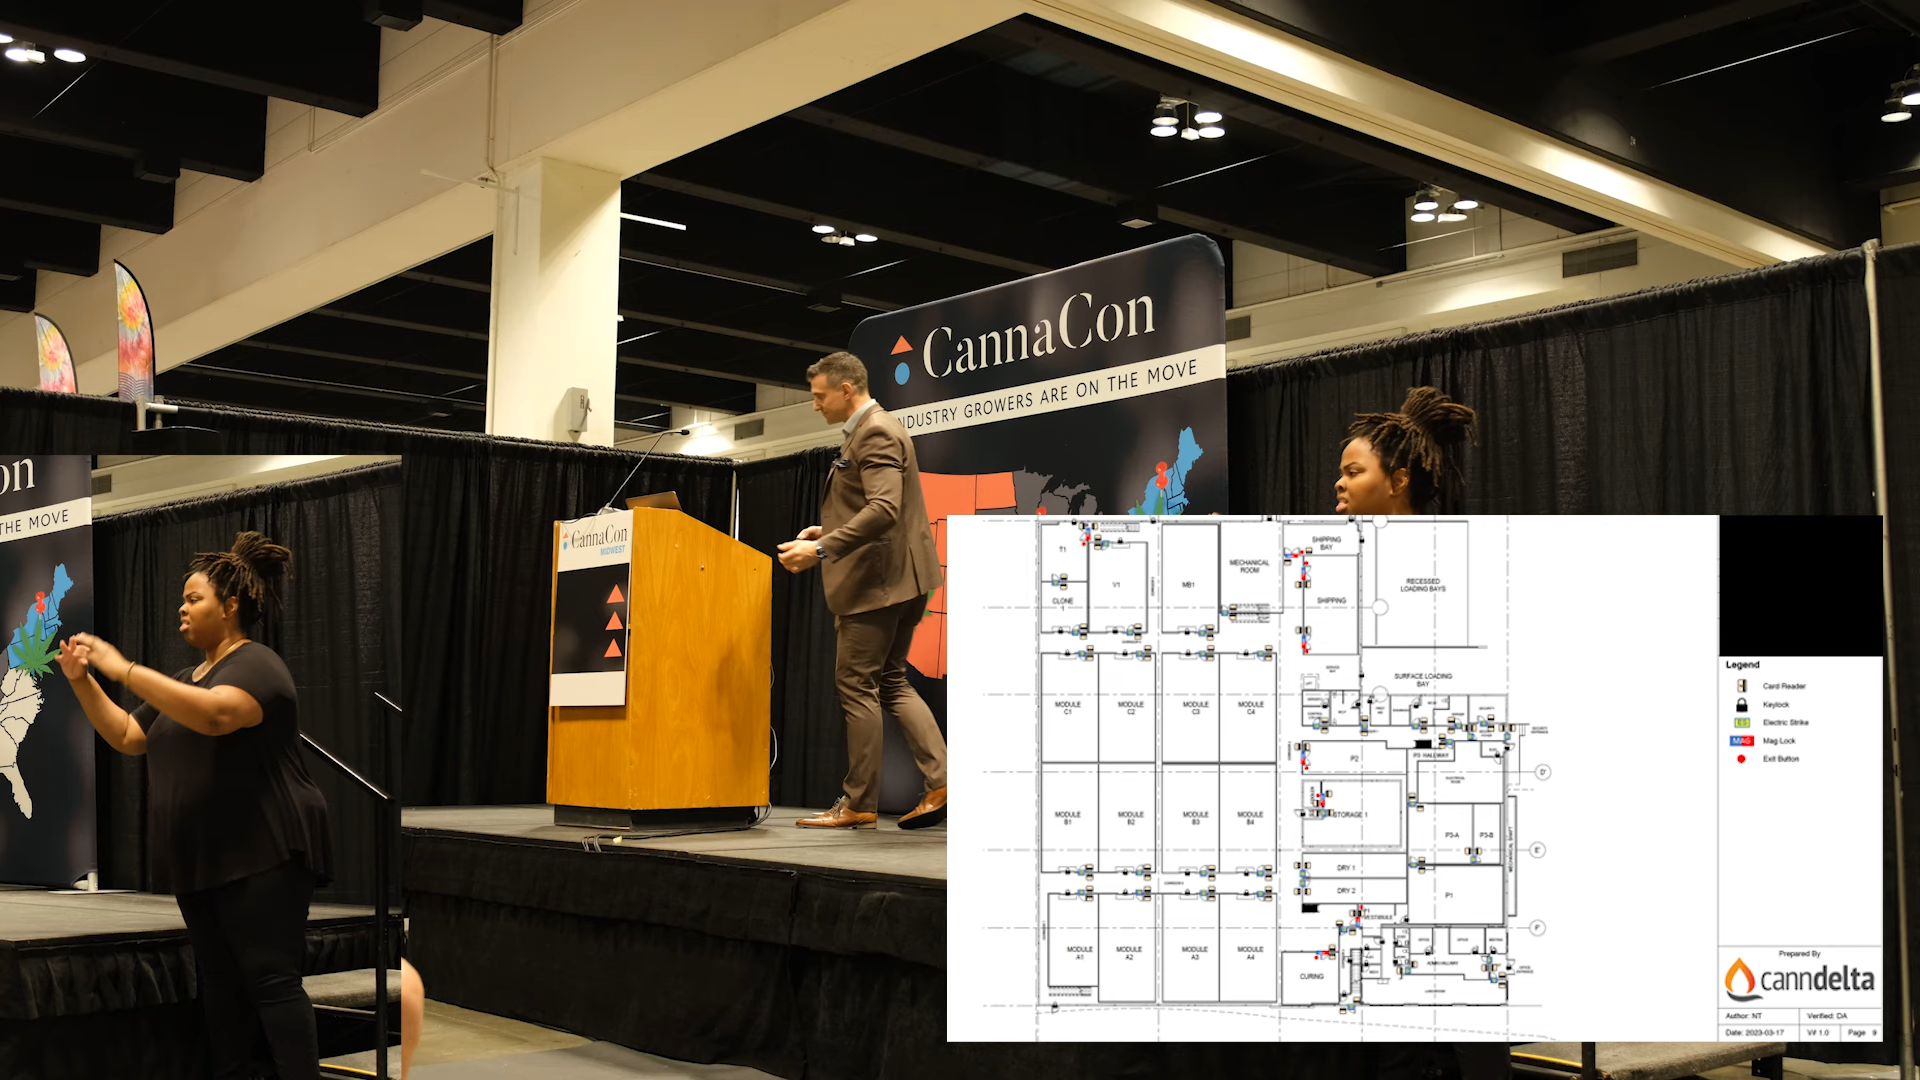 CannaCon
INDUSTRY GROWERS ARE ON THE MOVE
on
THE MOVE
CannaCon
MIDWEST
T1
CLONE
V1
MB1
MECHANICAL
ROOM
SHIPPING
BAY
SHIPPING
RECESSED
LOADING BAYS
SURFACE LOADING
BAY
MODULE
C1
MODULE
C2
MODULE
C3
MODULE
C4
P2
P3 HALLWAY
STORAGE 1
MODULE
B1
MODULE
B2
MODULE
B3
MODULE
B4
P3-A
P3-B
DRY 1
DRY 2
P1
VESTIBULE
MODULE
A1
MODULE
A2
MODULE
A3
MODULE
A4
CURING
D'
E'
F'
Legend
Card Reader
Keylock
Electric Strike
MAG
Mag Lock
Exit Button
Prepared By
canndelta
Author: NT
Verified: DA
Date: 2023-03-17
V# 1.0
Page 9